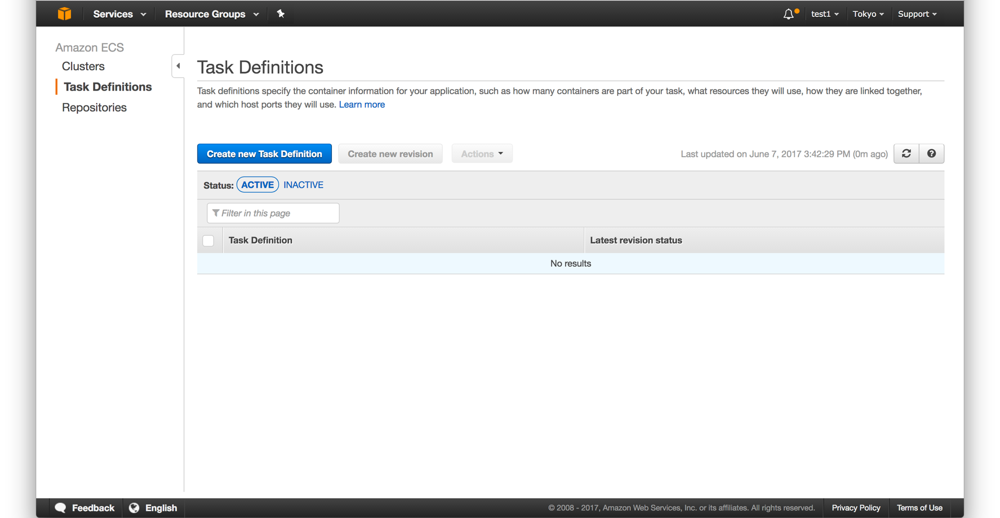 Services
Resource Groups
test1
Tokyo
Support
Amazon ECS
Clusters
Task Definitions
Repositories
Task Definitions
Task definitions specify the container information for your application, such as how many containers are part of your task, what resources they will use, how they are linked together,
and which host ports they will use. Learn more
Create new Task Definition
Create new revision
Actions
Last updated on June 7, 2017 3:42:29 PM (0m ago)
Status: ACTIVE INACTIVE
Filter in this page
Task Definition
Latest revision status
No results
Feedback
English
© 2008 - 2017, Amazon Web Services, Inc. or its affiliates. All rights reserved.
Privacy Policy
Terms of Use